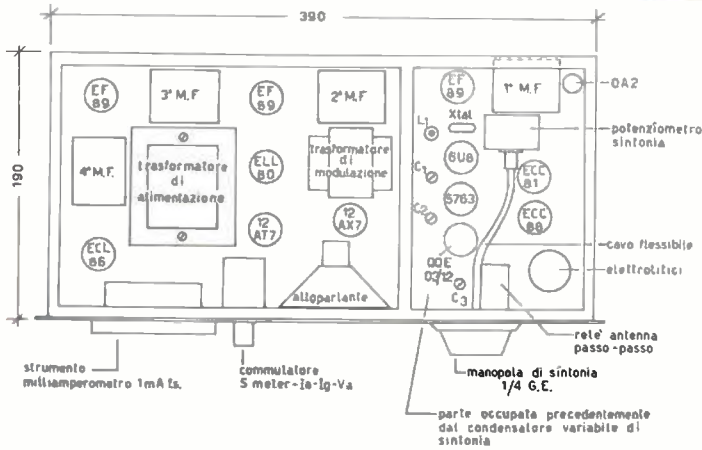 390
190
EF
89
3ª M.F
EF
89
2ª M.F
EF
89
1ª M.F
OA2
L1
Xtal
potenziometro
sintonia
4ª M.F.
trasformatore
di
alimentazione
ELL
80
trasformatore
di
modulazione
6U8
C1
ECC
81
5763
C2
ECC
88
12
AT7
12
AX7
ECL
86
QQE
03/12
cavo flessibile
elettrolitici
altoparlante
C3
relè antenna
passo-passo
strumento
milliamperometro 1mA f.s.
commutatore
S meter-Ia-Ig-Va
manopola di sintonia
1/4 G.E.
parte occupata precedentemente
dal condensatore variabile di
sintonia